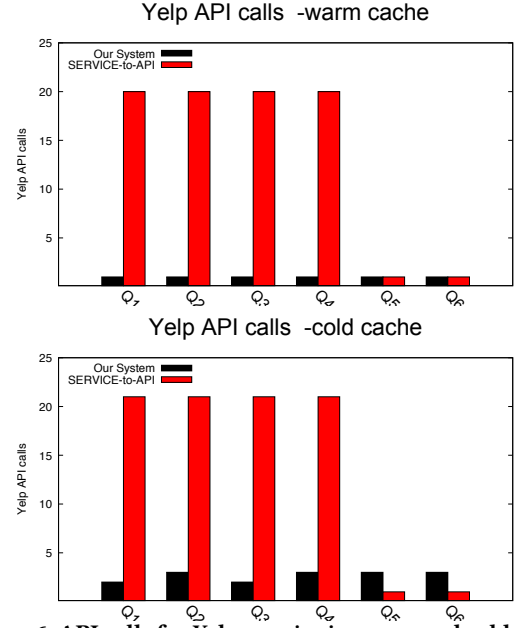 Yelp API calls -warm cache
25
Our System
SERVICE-to-API
20
15
Yelp API calls
10
5
Q1 Q2 Q3 Q4 Q5 Q6
Yelp API calls -cold cache
25
Our System
SERVICE-to-API
20
15
Yelp API calls
10
5
Q1 Q2 Q3 Q4 Q5 Q6